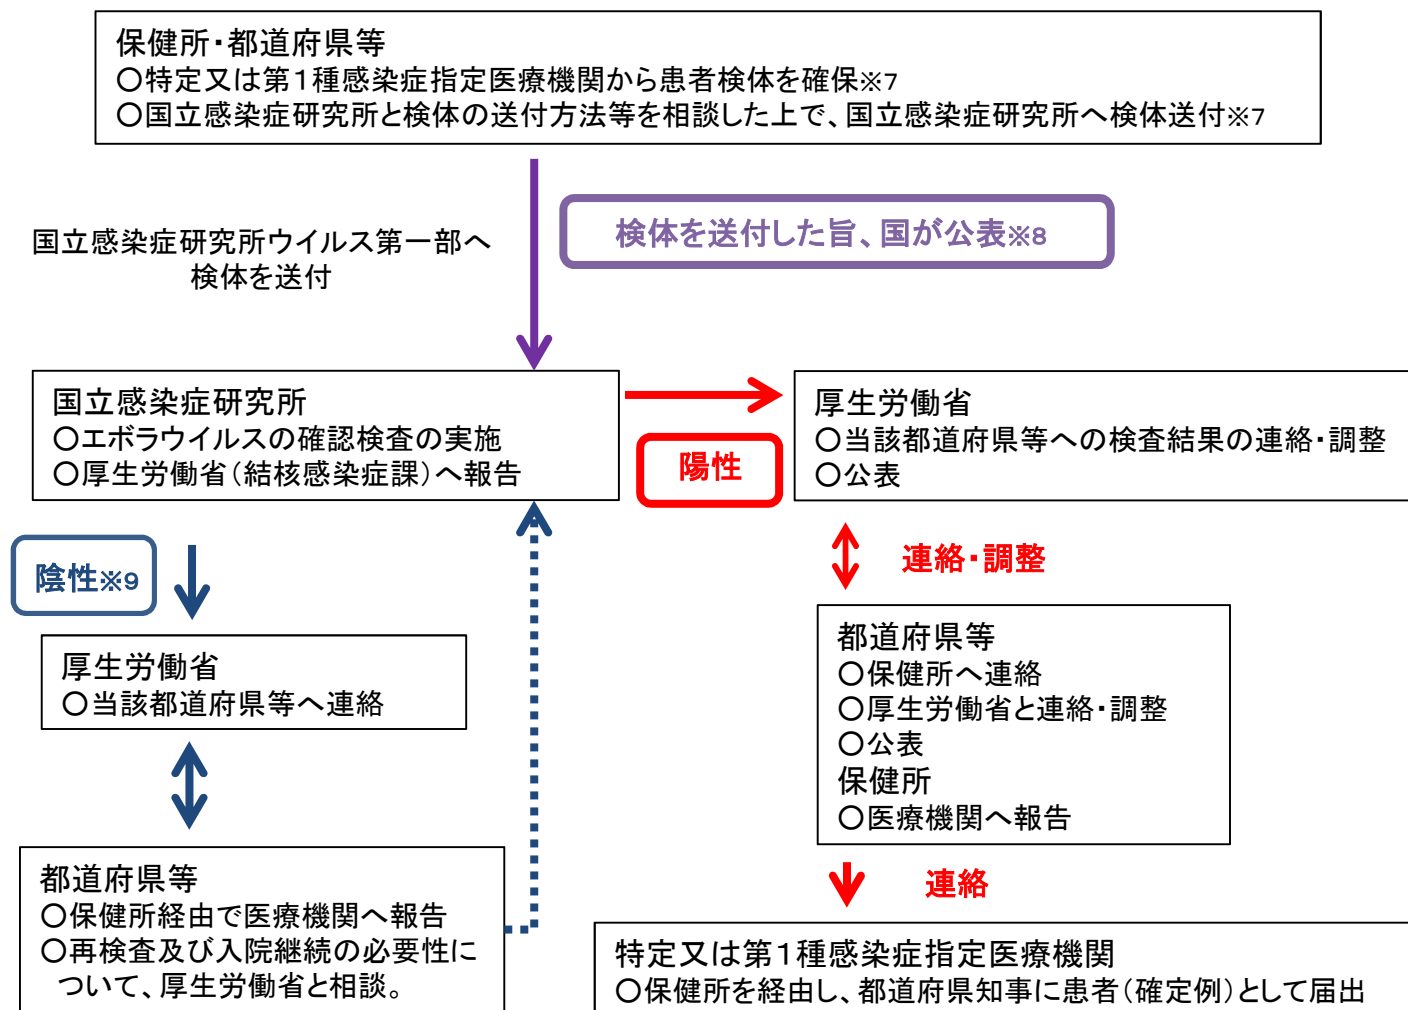 保健所・都道府県等
○特定又は第１種感染症指定医療機関から患者検体を確保※7
○国立感染症研究所と検体の送付方法等を相談した上で、国立感染症研究所へ検体送付※7
検体を送付した旨、国が公表※8
国立感染症研究所ウイルス第一部へ
検体を送付
国立感染症研究所
○エボラウイルスの確認検査の実施
○厚生労働省（結核感染症課）へ報告
陽性
厚生労働省
○当該都道府県等への検査結果の連絡・調整
○公表
陰性※9
連絡・調整
厚生労働省
○当該都道府県等へ連絡
都道府県等
○保健所へ連絡
○厚生労働省と連絡・調整
○公表
保健所
○医療機関へ報告
連絡
都道府県等
○保健所経由で医療機関へ報告
○再検査及び入院継続の必要性に
ついて、厚生労働省と相談。
特定又は第１種感染症指定医療機関
○保健所を経由し、都道府県知事に患者（確定例）として届出